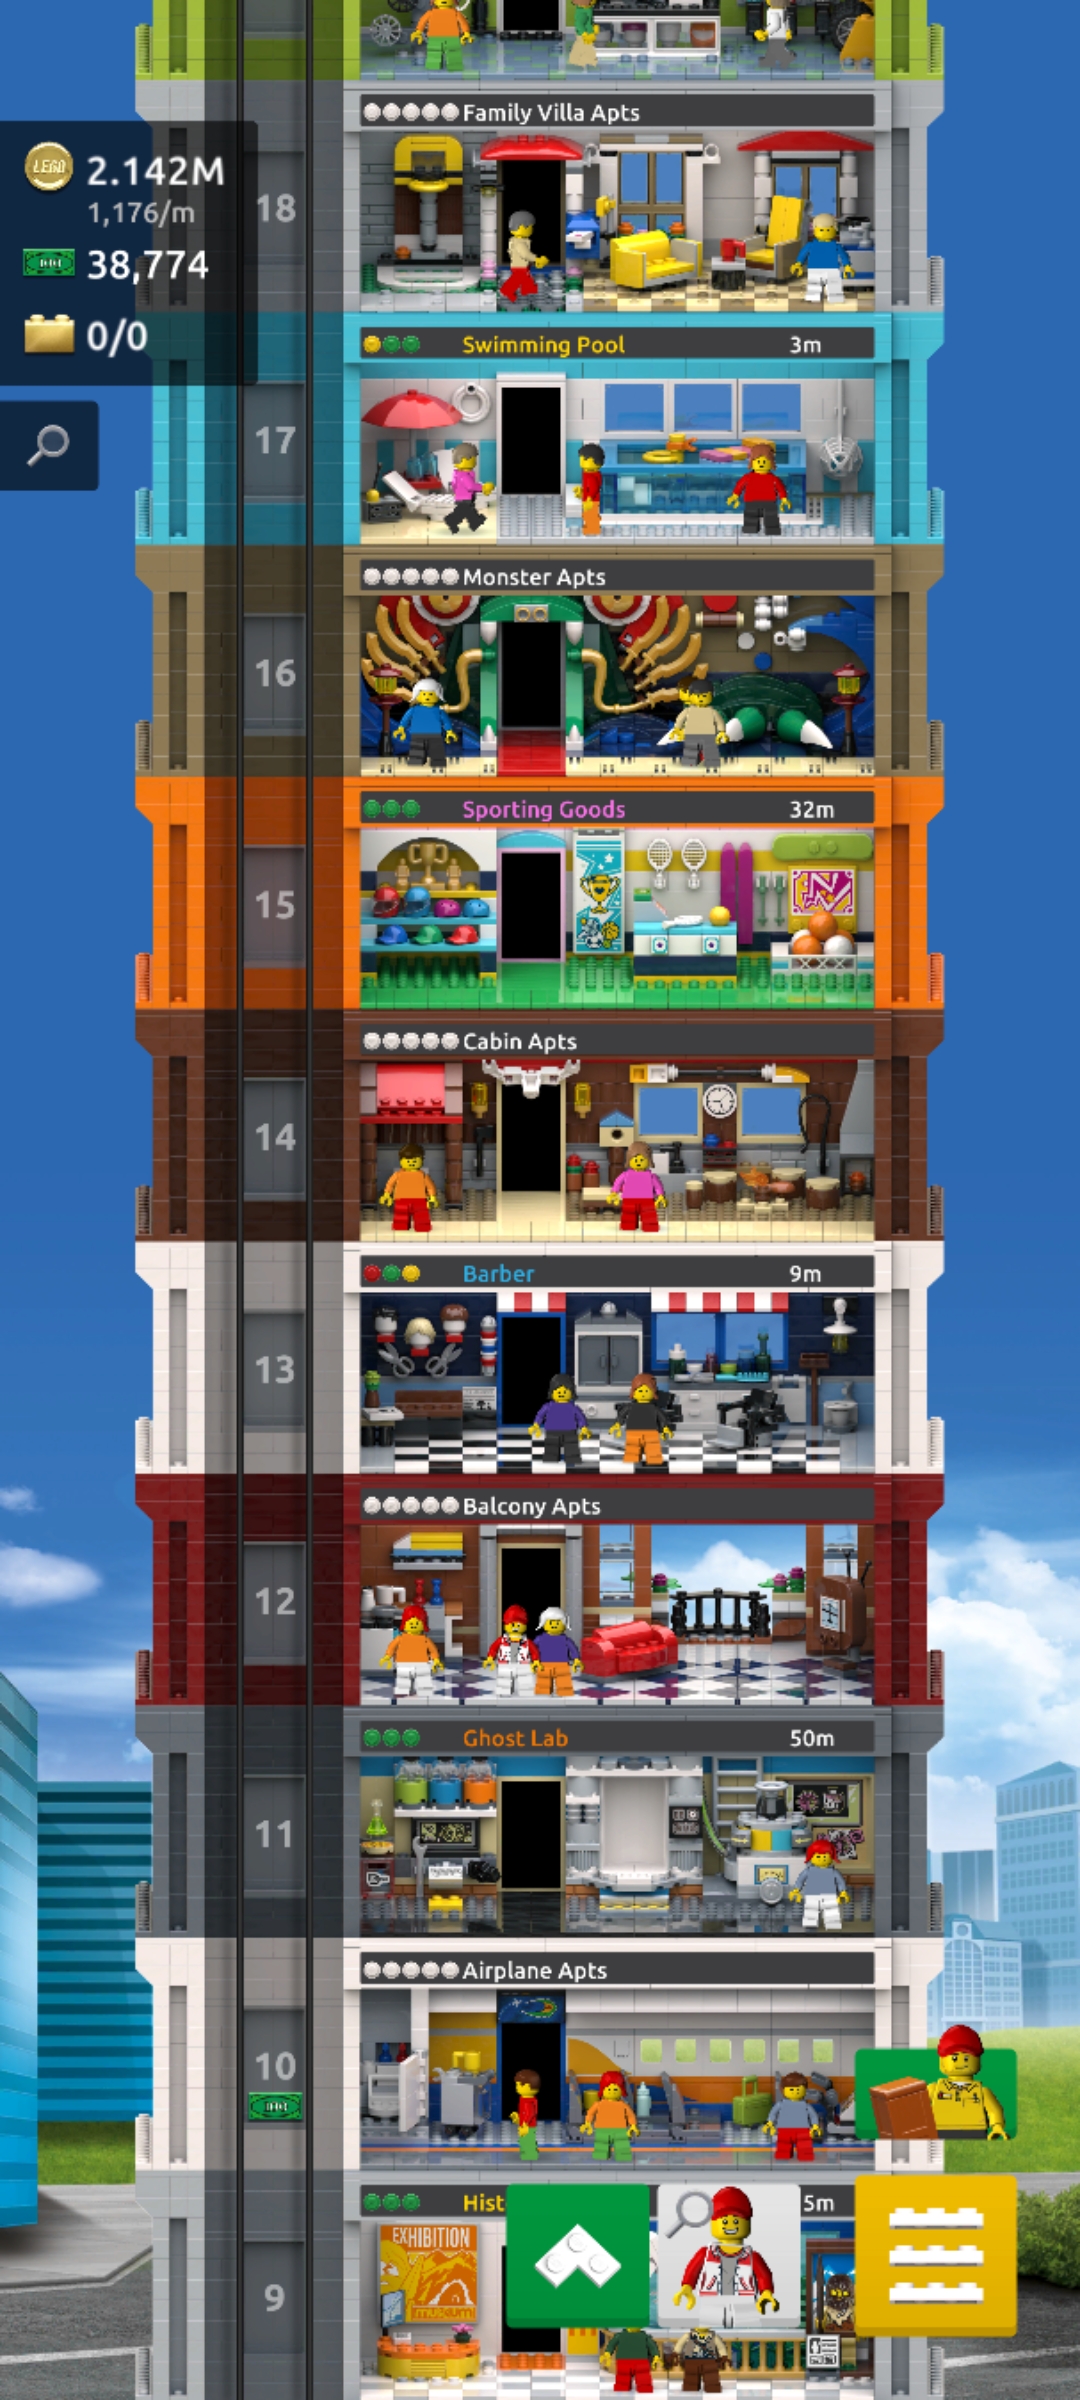 Family Villa Apts
LEGO 2.142M
1,176/m
18
38,774
0/0
Swimming Pool 3m
17
Monster Apts
16
Sporting Goods 32m
15
Cabin Apts
14
Barber 9m
13
Balcony Apts
12
Ghost Lab 50m
11
Airplane Apts
10
Hist 5m
EXHIBITION
museum
9